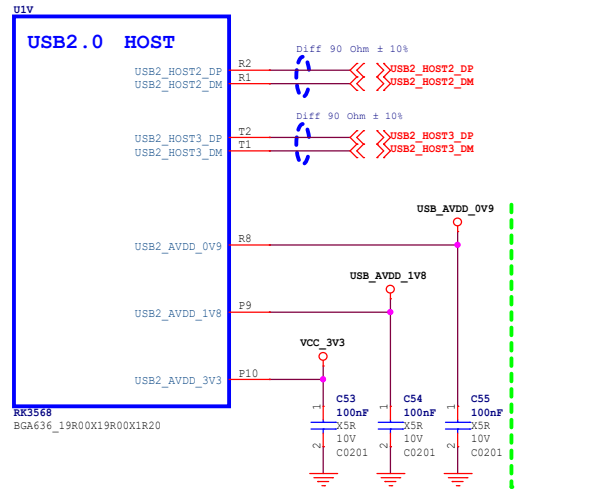 U1V
USB2.0 HOST
Diff 90 Ohm ± 10%
USB2_HOST2_DP R2 USB2_HOST2_DP
USB2_HOST2_DM R1 USB2_HOST2_DM
Diff 90 Ohm ± 10%
USB2_HOST3_DP T2 USB2_HOST3_DP
USB2_HOST3_DM T1 USB2_HOST3_DM
USB_AVDD_0V9
USB2_AVDD_0V9 R8
USB_AVDD_1V8
USB2_AVDD_1V8 P9
VCC_3V3
USB2_AVDD_3V3 P10
RK3568
BGA636_19R00X19R00X1R20
1 C53 1 C54 1 C55
100nF 100nF 100nF
X5R X5R X5R
2 10V 2 10V 2 10V
C0201 C0201 C0201